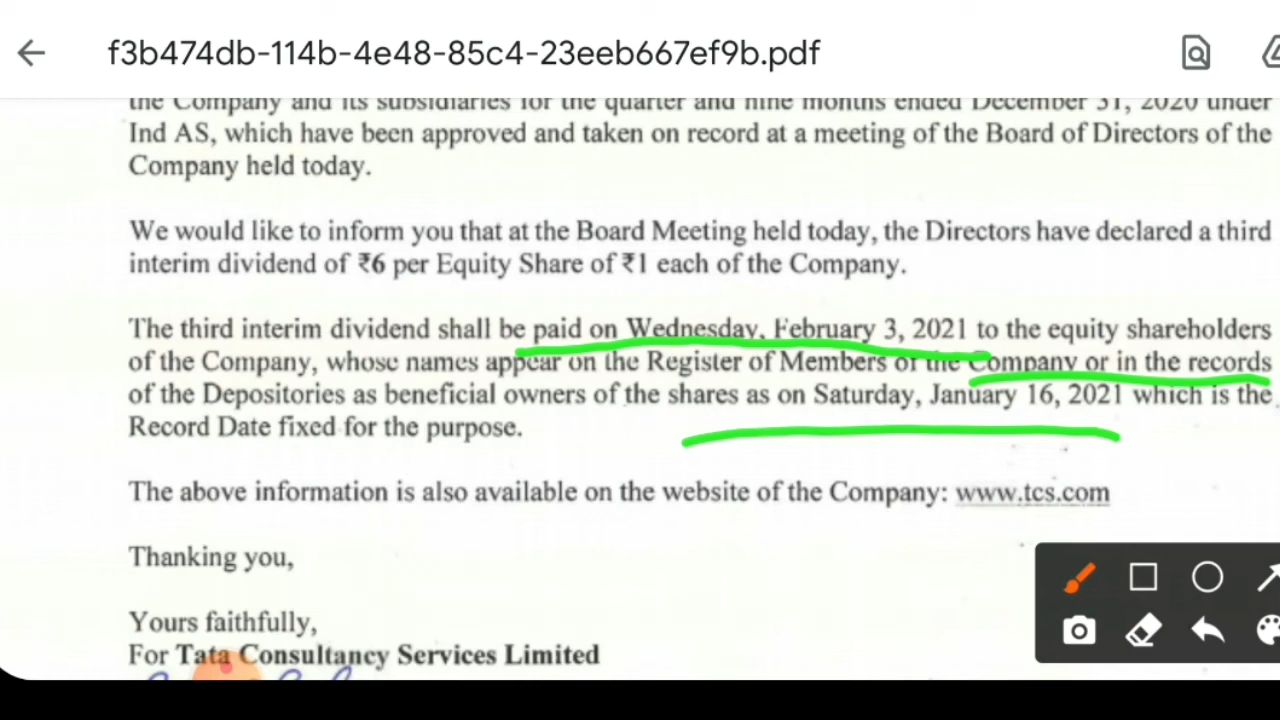 f3b474db-114b-4e48-85c4-23eeb667ef9b.pdf
the Company and its subsidiaries for the quarter and nine months ended December 31, 2020 under
Ind AS, which have been approved and taken on record at a meeting of the Board of Directors of the
Company held today.
We would like to inform you that at the Board Meeting held today, the Directors have declared a third
interim dividend of ₹6 per Equity Share of ₹1 each of the Company.
The third interim dividend shall be paid on Wednesday, February 3, 2021 to the equity shareholders
of the Company, whose names appear on the Register of Members of the Company or in the records
of the Depositories as beneficial owners of the shares as on Saturday, January 16, 2021 which is the
Record Date fixed for the purpose.
The above information is also available on the website of the Company: www.tcs.com
Thanking you,
Yours faithfully,
For Tata Consultancy Services Limited